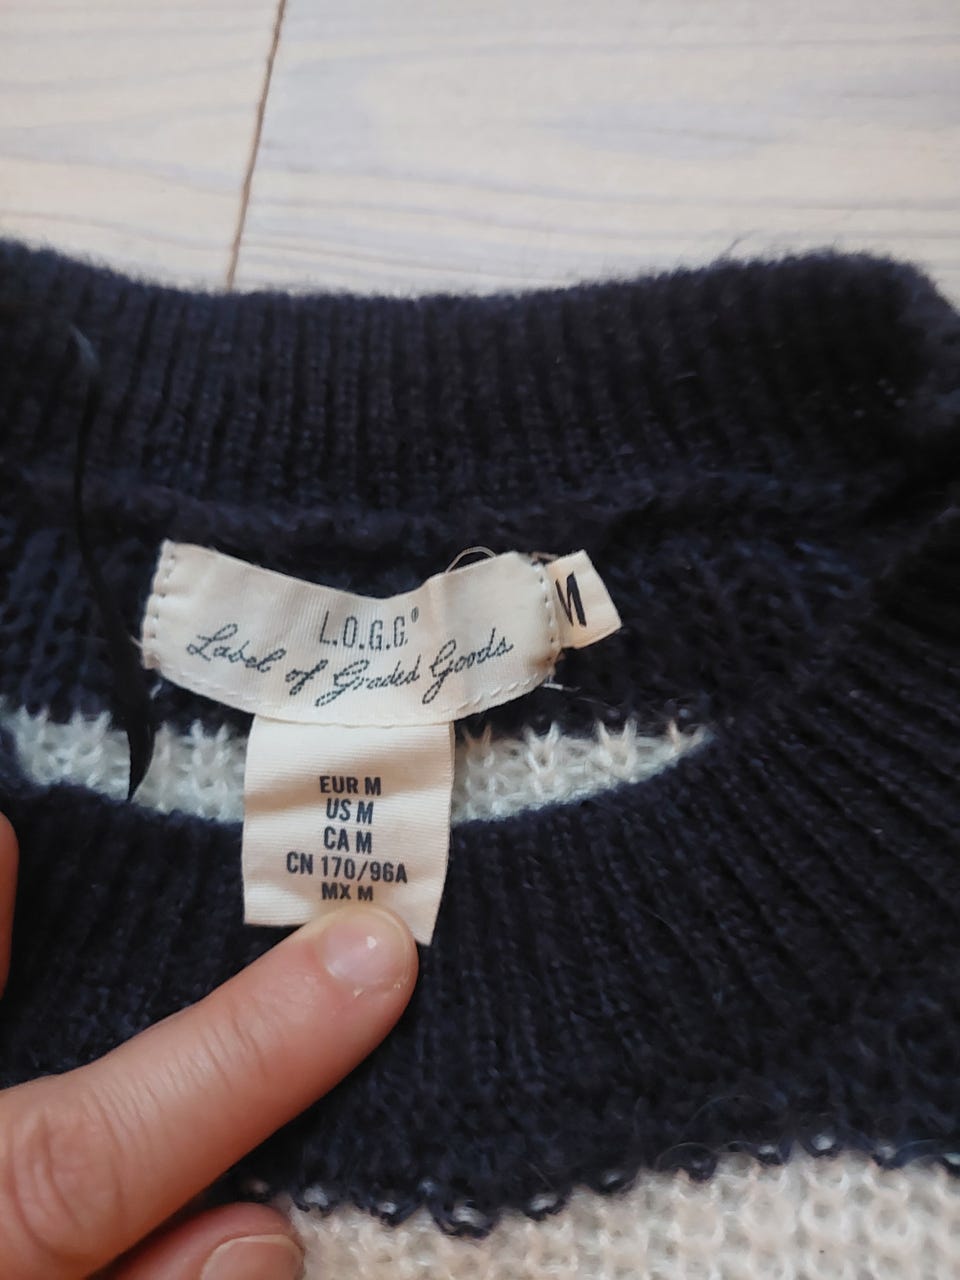 L.O.G.G.®
Label of Graded Goods
M
EUR M
US M
CA M
CN 170/96A
MX M